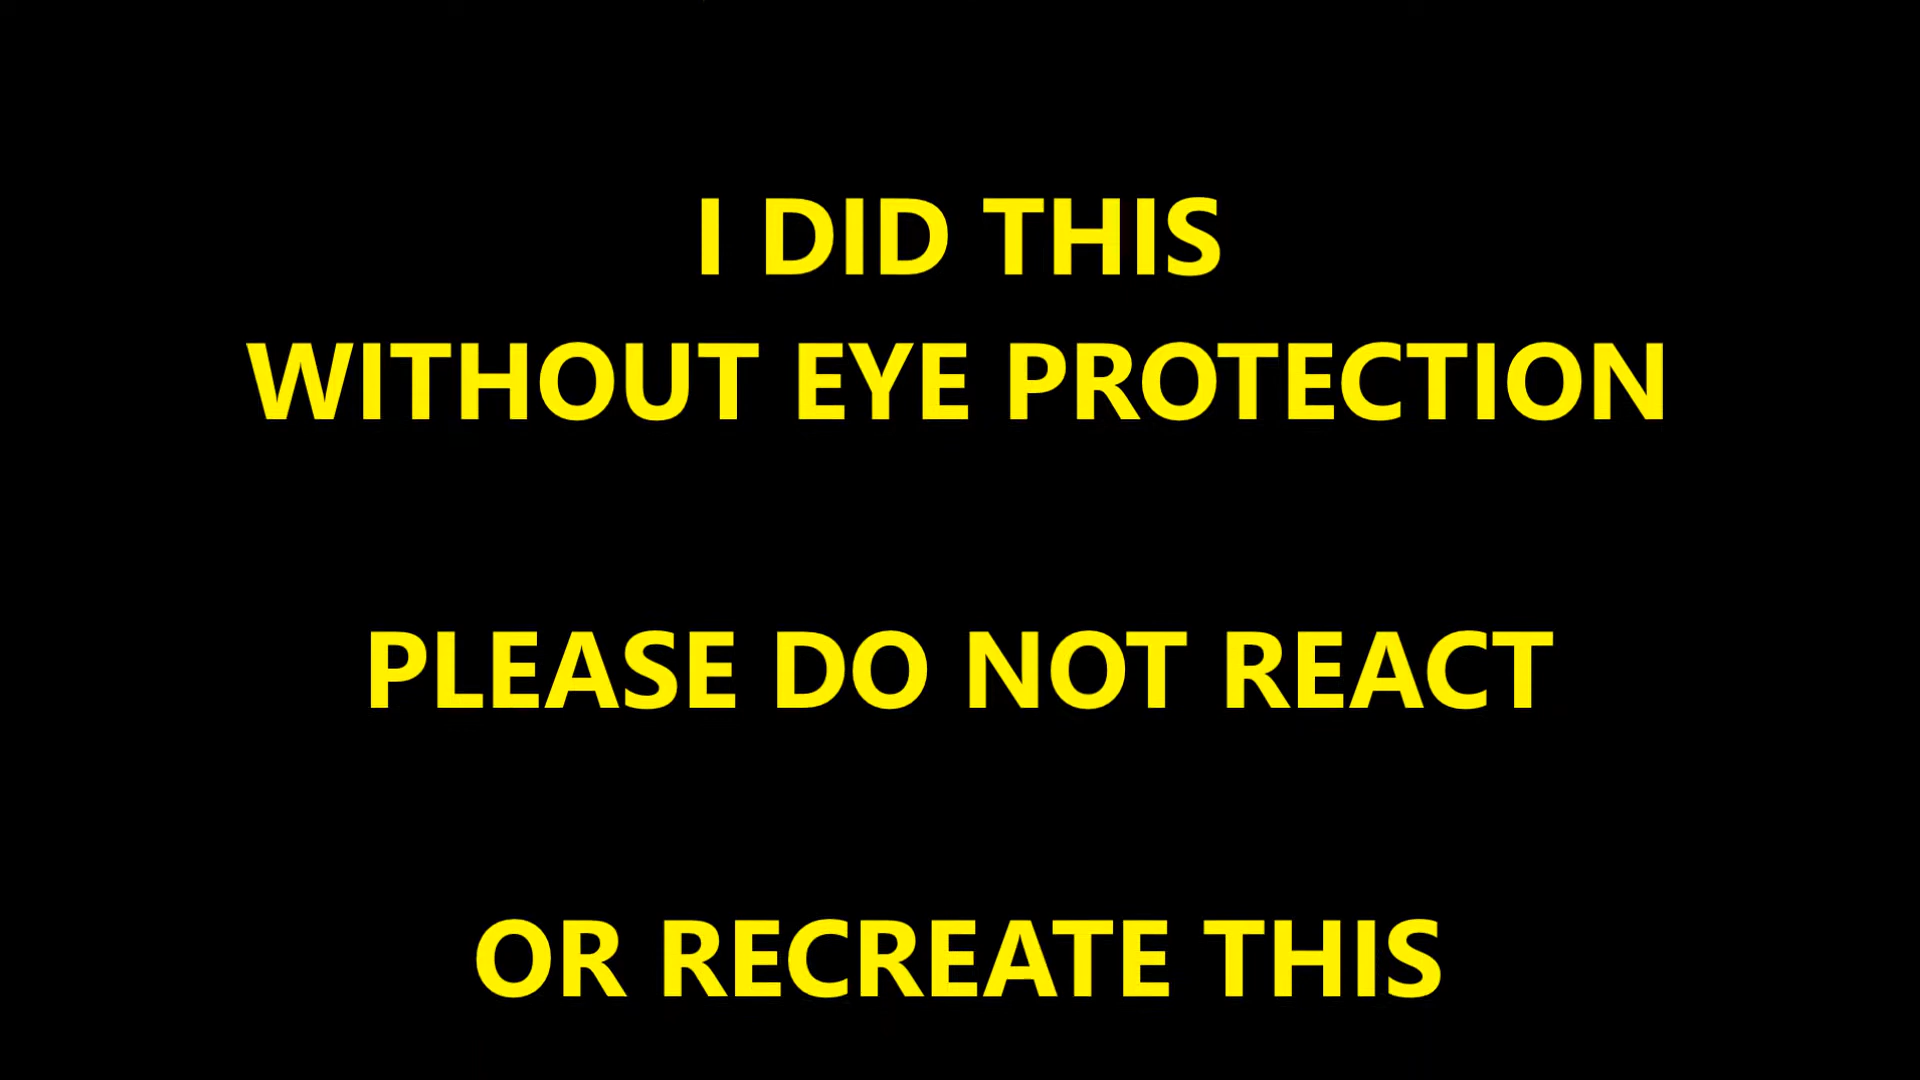 I DID THIS
WITHOUT EYE PROTECTION
PLEASE DO NOT REACT
OR RECREATE THIS